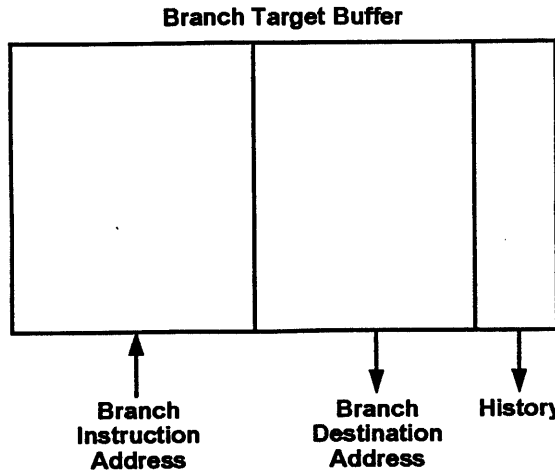 Branch Target Buffer
Branch
Instruction
Address
Branch
Destination
Address
History